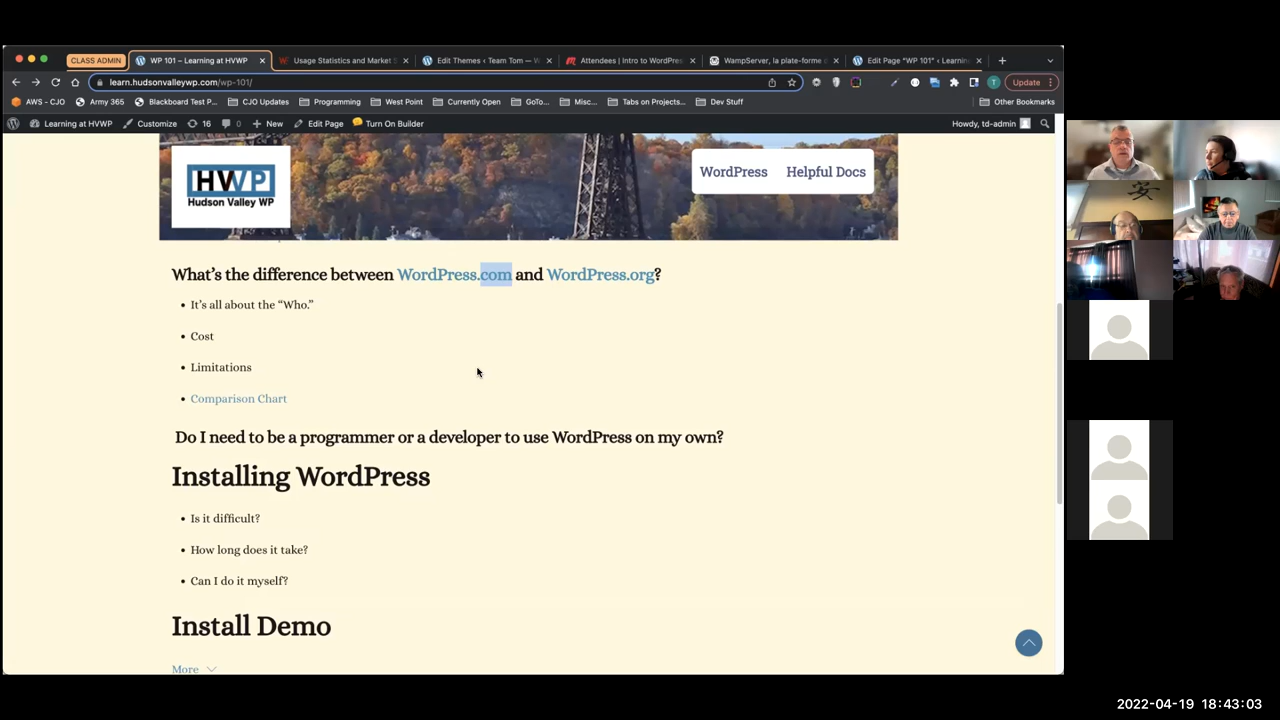 CLASS ADMIN
WP 101 – Learning at HVWP
Usage Statistics and Market S
Edit Themes ‹ Team Tom — W
Attendees | Intro to WordPres
WampServer, la plate-forme d
Edit Page "WP 101" ‹ Learnin
learn.hudsonvalleywp.com/wp-101/
T
Update
AWS - CJO
Army 365
Blackboard Test P...
CJO Updates
Programming
West Point
Currently Open
GoTo...
Misc...
Tabs on Projects...
Dev Stuff
Other Bookmarks
Learning at HVWP
Customize
16
0
New
Edit Page
Turn On Builder
Howdy, td-admin
HVWP
Hudson Valley WP
WordPress
Helpful Docs
What's the difference between WordPress.com and WordPress.org?
• It's all about the "Who."
• Cost
• Limitations
• Comparison Chart
Do I need to be a programmer or a developer to use WordPress on my own?
Installing WordPress
• Is it difficult?
• How long does it take?
• Can I do it myself?
Install Demo
More
安
2022-04-19 18:43:03